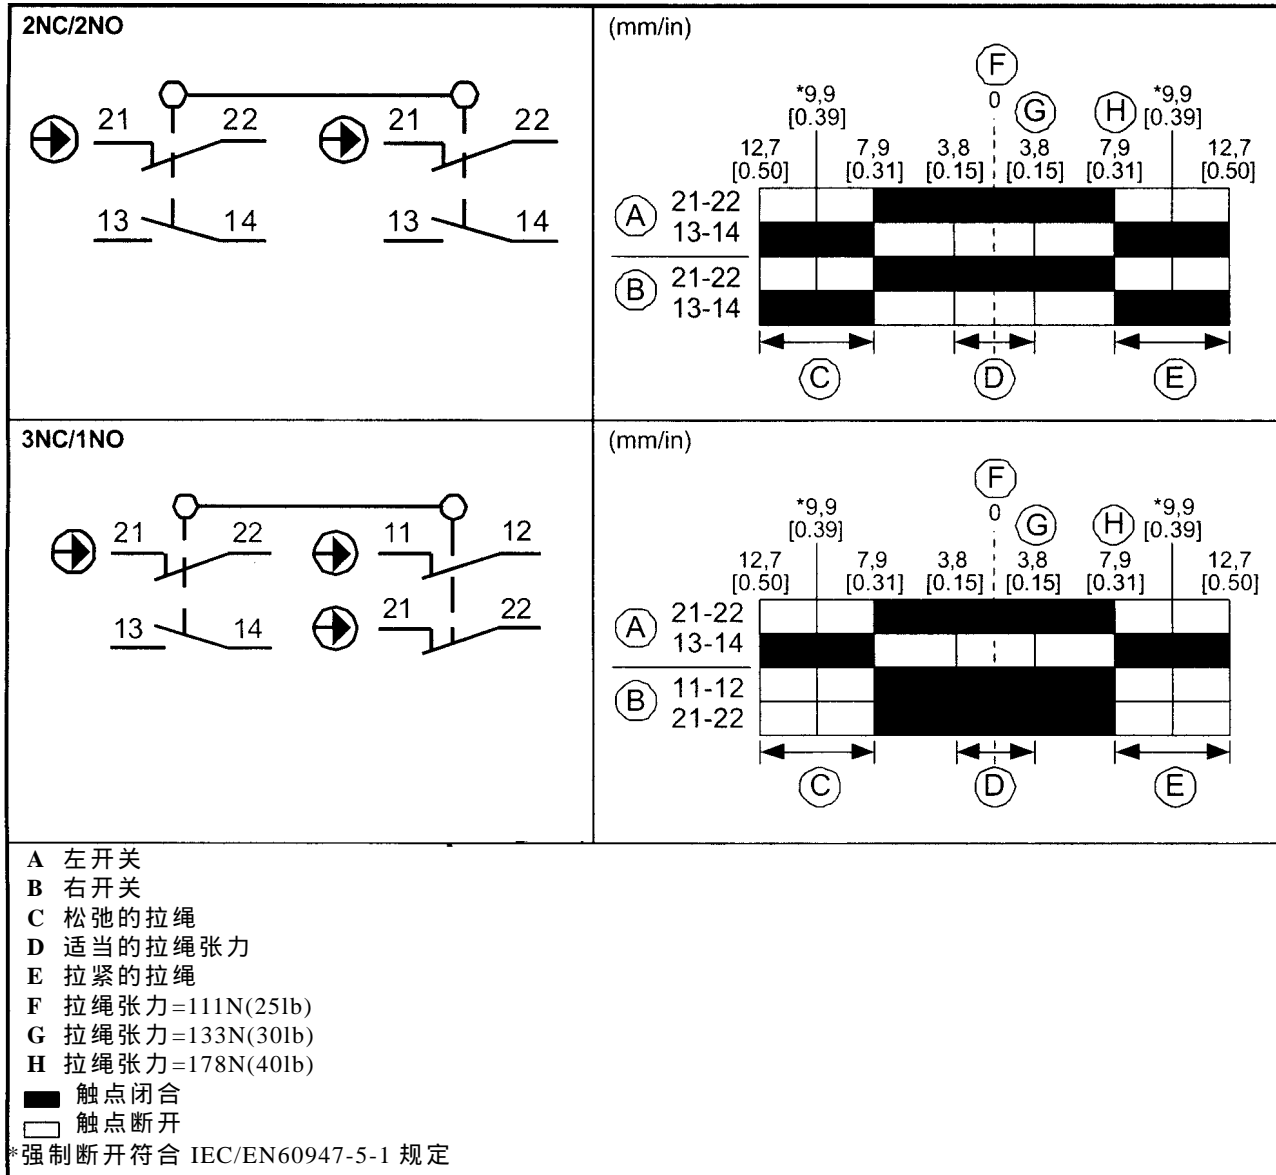 2NC/2NO
(mm/in)
F
*9,9
[0.39]
0
G
H
*9,9
[0.39]
21 22
21 22
12,7
[0.50]
7,9
[0.31]
3,8
[0.15]
3,8
[0.15]
7,9
[0.31]
12,7
[0.50]
13 14
13 14
A
21-22
13-14
B
21-22
13-14
C
D
E
3NC/1NO
(mm/in)
F
*9,9
[0.39]
0
G
H
*9,9
[0.39]
21 22
11 12
12,7
[0.50]
7,9
[0.31]
3,8
[0.15]
3,8
[0.15]
7,9
[0.31]
12,7
[0.50]
13 14
21 22
A
21-22
13-14
B
11-12
21-22
C
D
E
A 左开关
B 右开关
C 松弛的拉绳
D 适当的拉绳张力
E 拉紧的拉绳
F 拉绳张力=111N(25lb)
G 拉绳张力=133N(30lb)
H 拉绳张力=178N(40lb)
触点闭合
触点断开
*强制断开符合 IEC/EN60947-5-1 规定